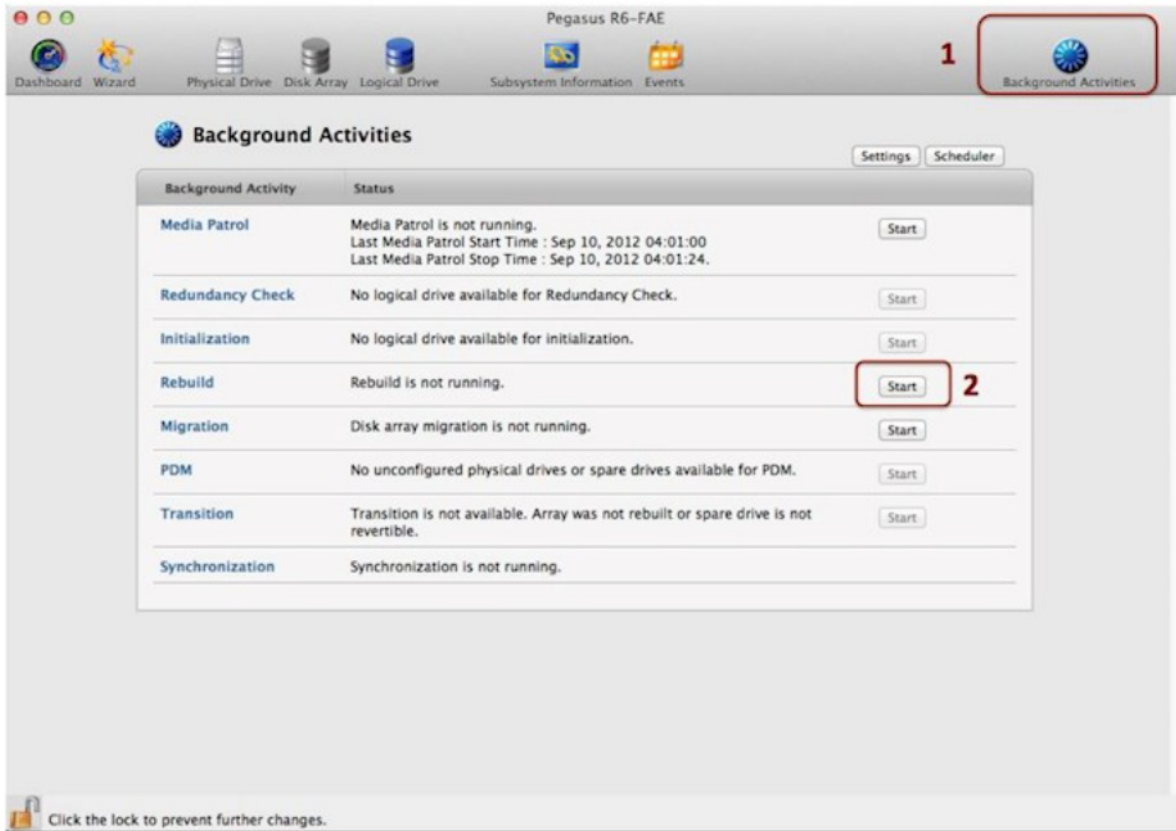 Pegasus R6-FAE
1
Dashboard Wizard Physical Drive Disk Array Logical Drive Subsystem Information Events Background Activities
Background Activities
Settings Scheduler
Background Activity Status
Media Patrol Media Patrol is not running. Start
Last Media Patrol Start Time : Sep 10, 2012 04:01:00
Last Media Patrol Stop Time : Sep 10, 2012 04:01:24.
Redundancy Check No logical drive available for Redundancy Check. Start
Initialization No logical drive available for initialization. Start
Rebuild Rebuild is not running. Start 2
Migration Disk array migration is not running. Start
PDM No unconfigured physical drives or spare drives available for PDM. Start
Transition Transition is not available. Array was not rebuilt or spare drive is not Start
revertible.
Synchronization Synchronization is not running.
Click the lock to prevent further changes.